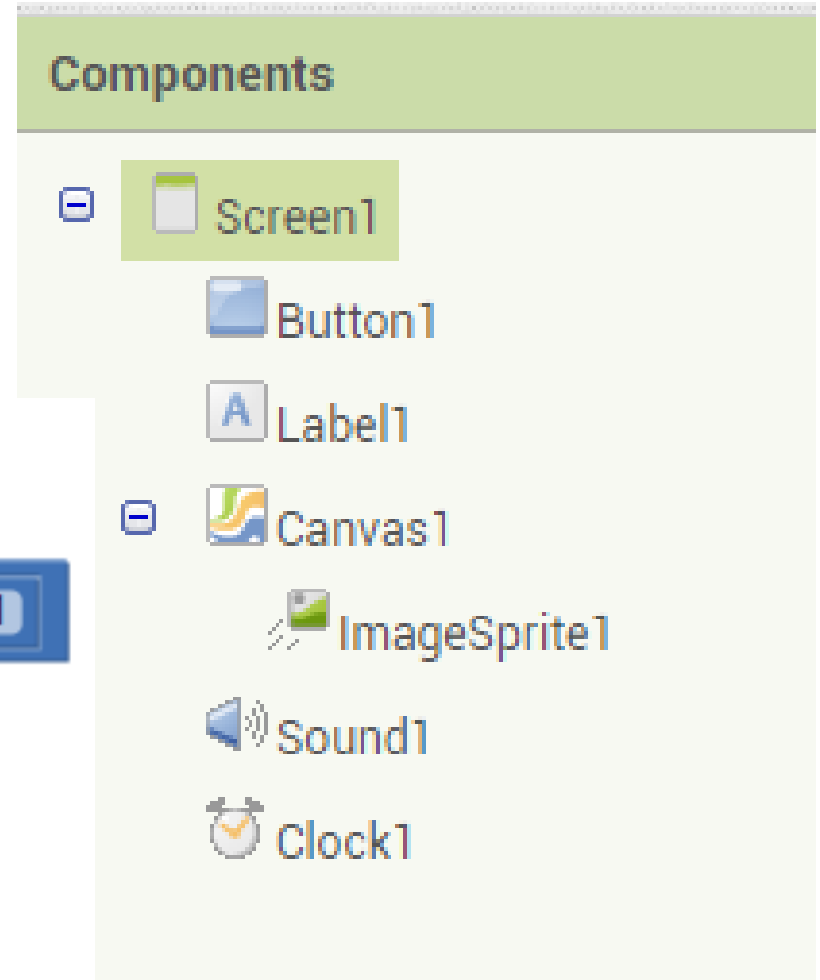 Components
Screen1
Button1
A
Label1
Canvas1
ImageSprite1
Sound1
Clock1